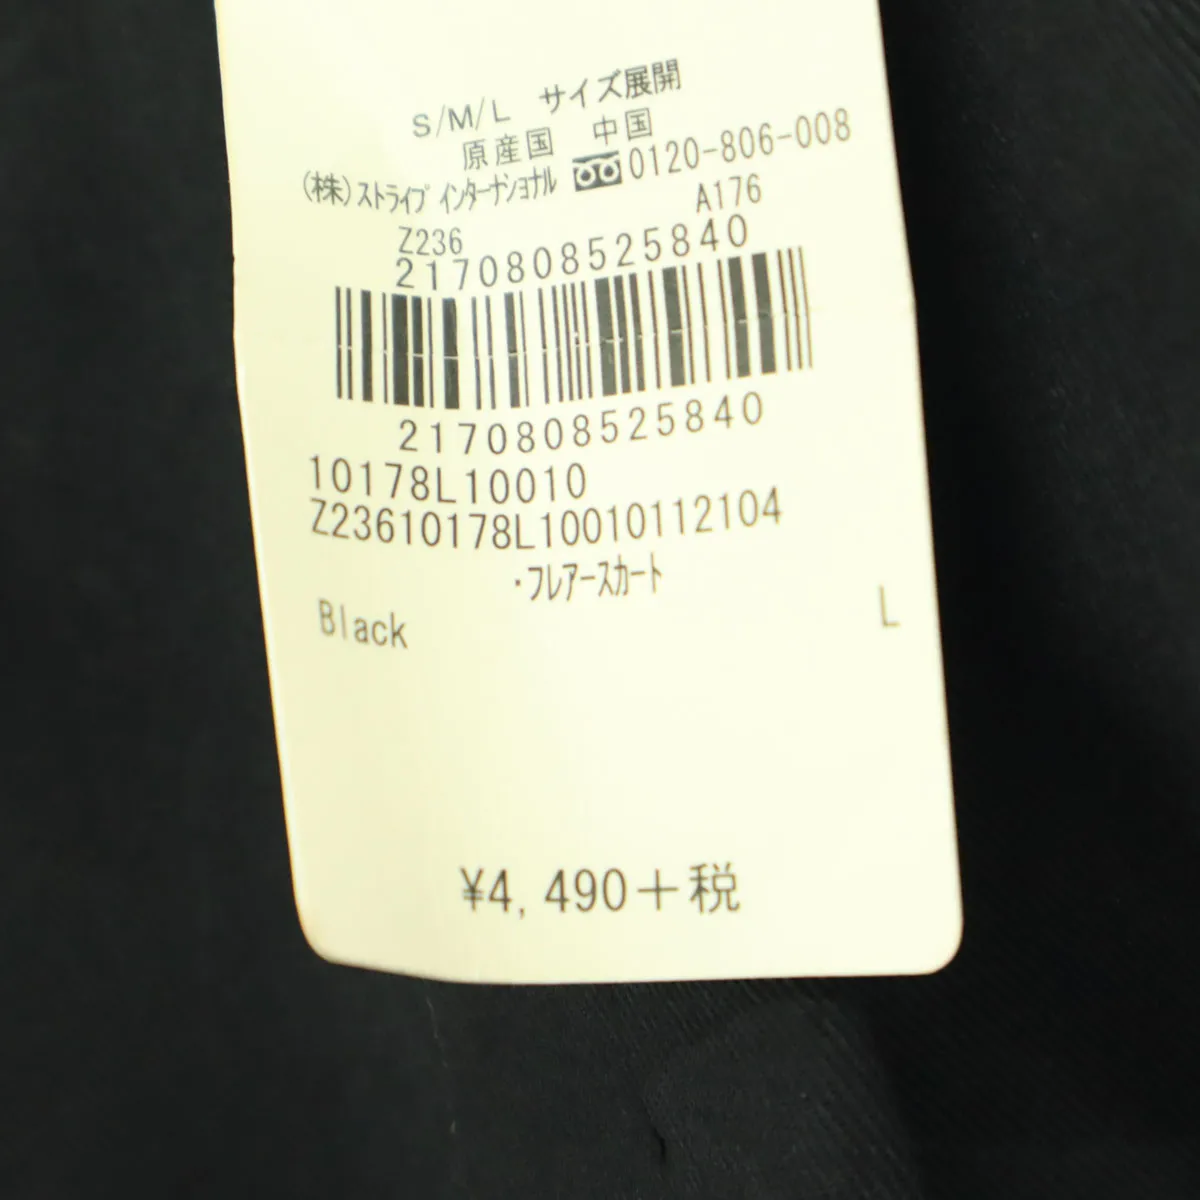 S/M/L サイズ展開
原産国 中国
(株)ストライプ インターナショナル 0120-806-008
Z236 A176
2170808525840
2170808525840
10178L10010
Z23610178L10010112104
・フレアースカート
Black L
¥4,490+税